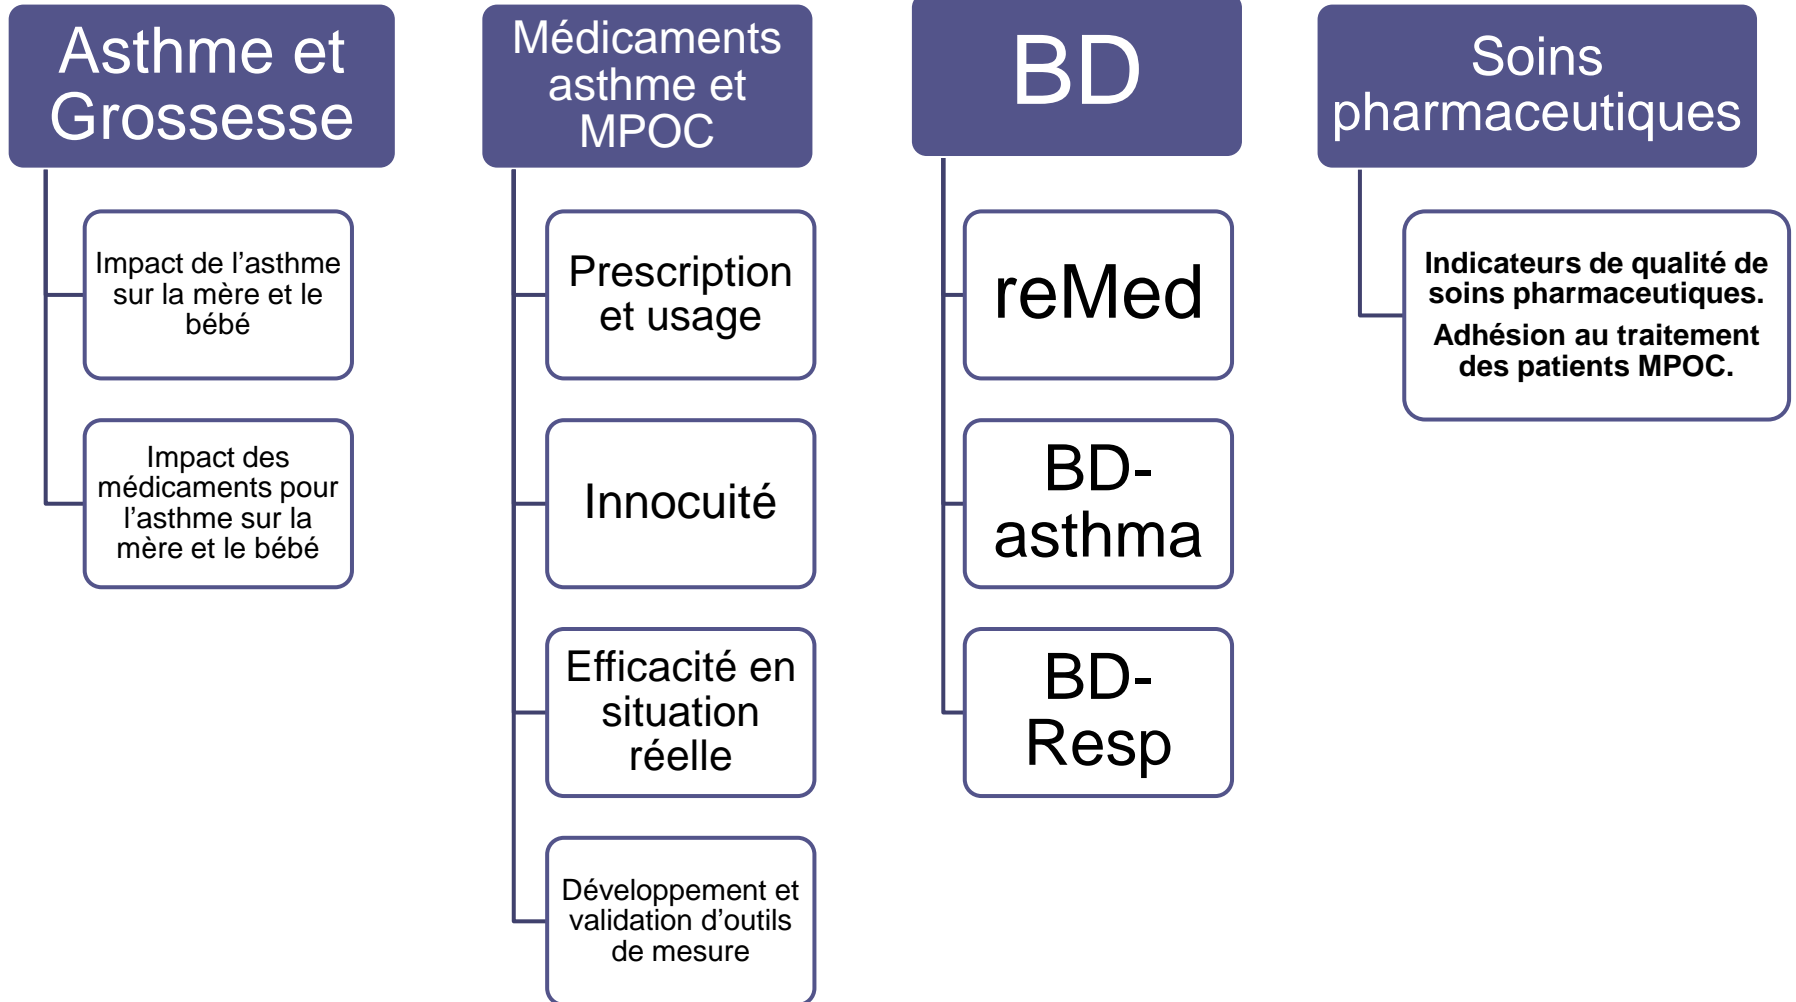 Asthme et
Grossesse
Impact de l’asthme
sur la mère et le
bébé
Impact des
médicaments pour
l’asthme sur la
mère et le bébé
Médicaments
asthme et
MPOC
Prescription
et usage
Innocuité
Efficacité en
situation
réelle
Développement et
validation d’outils
de mesure
BD
reMed
BD-
asthma
BD-
Resp
Soins
pharmaceutiques
Indicateurs de qualité de
soins pharmaceutiques.
Adhésion au traitement
des patients MPOC.